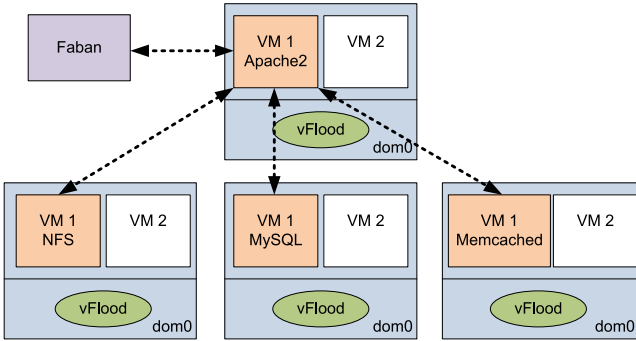 Faban
VM 1
Apache2
VM 2
vFlood
dom0
VM 1
NFS
VM 2
vFlood
dom0
VM 1
MySQL
VM 2
vFlood
dom0
VM 1
Memcached
VM 2
vFlood
dom0